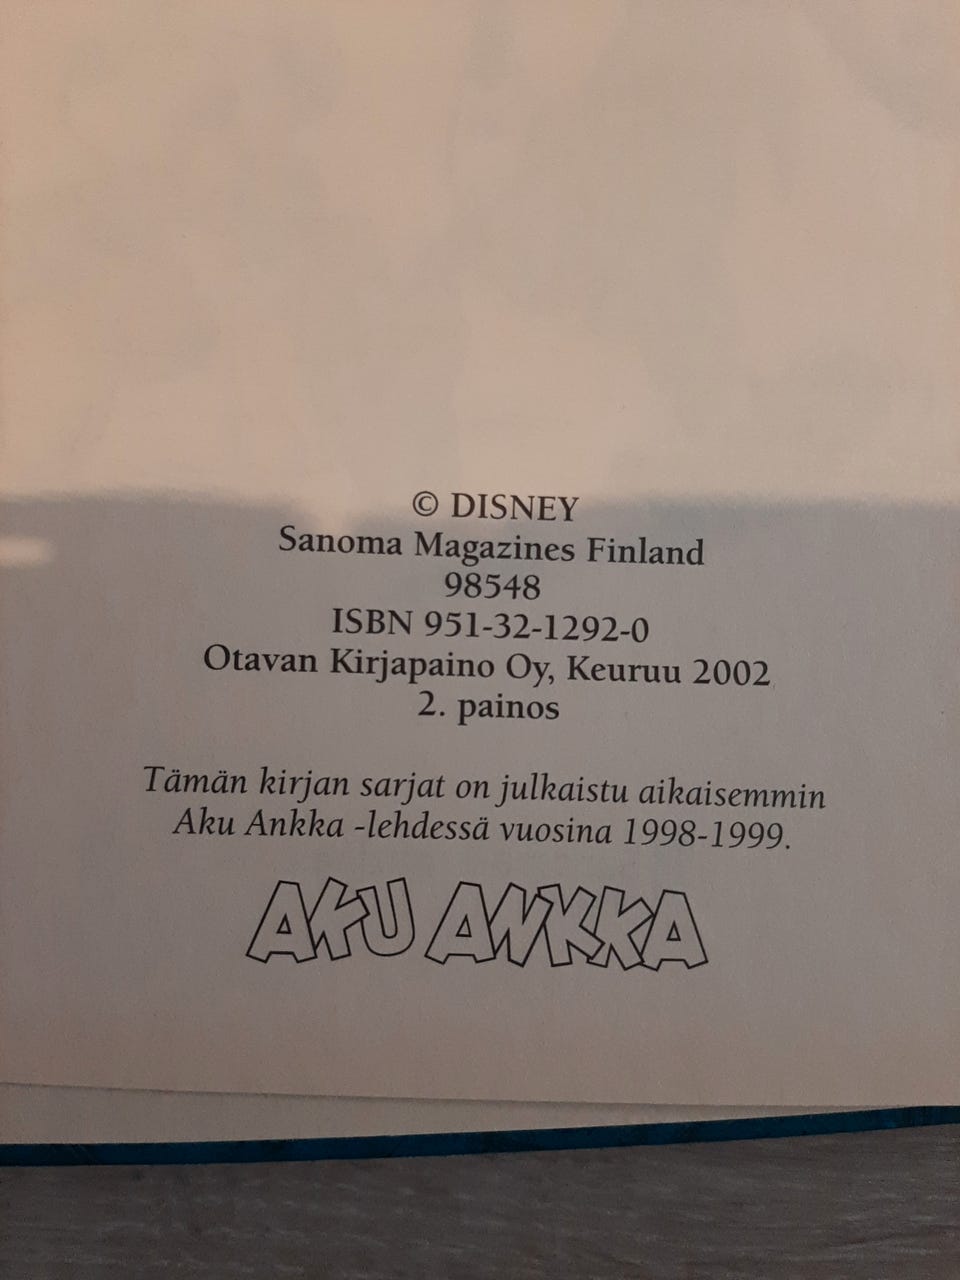 © DISNEY
Sanoma Magazines Finland
98548
ISBN 951-32-1292-0
Otavan Kirjapaino Oy, Keuruu 2002
2. painos
Tämän kirjan sarjat on julkaistu aikaisemmin
Aku Ankka -lehdessä vuosina 1998-1999.
AKU ANKKA